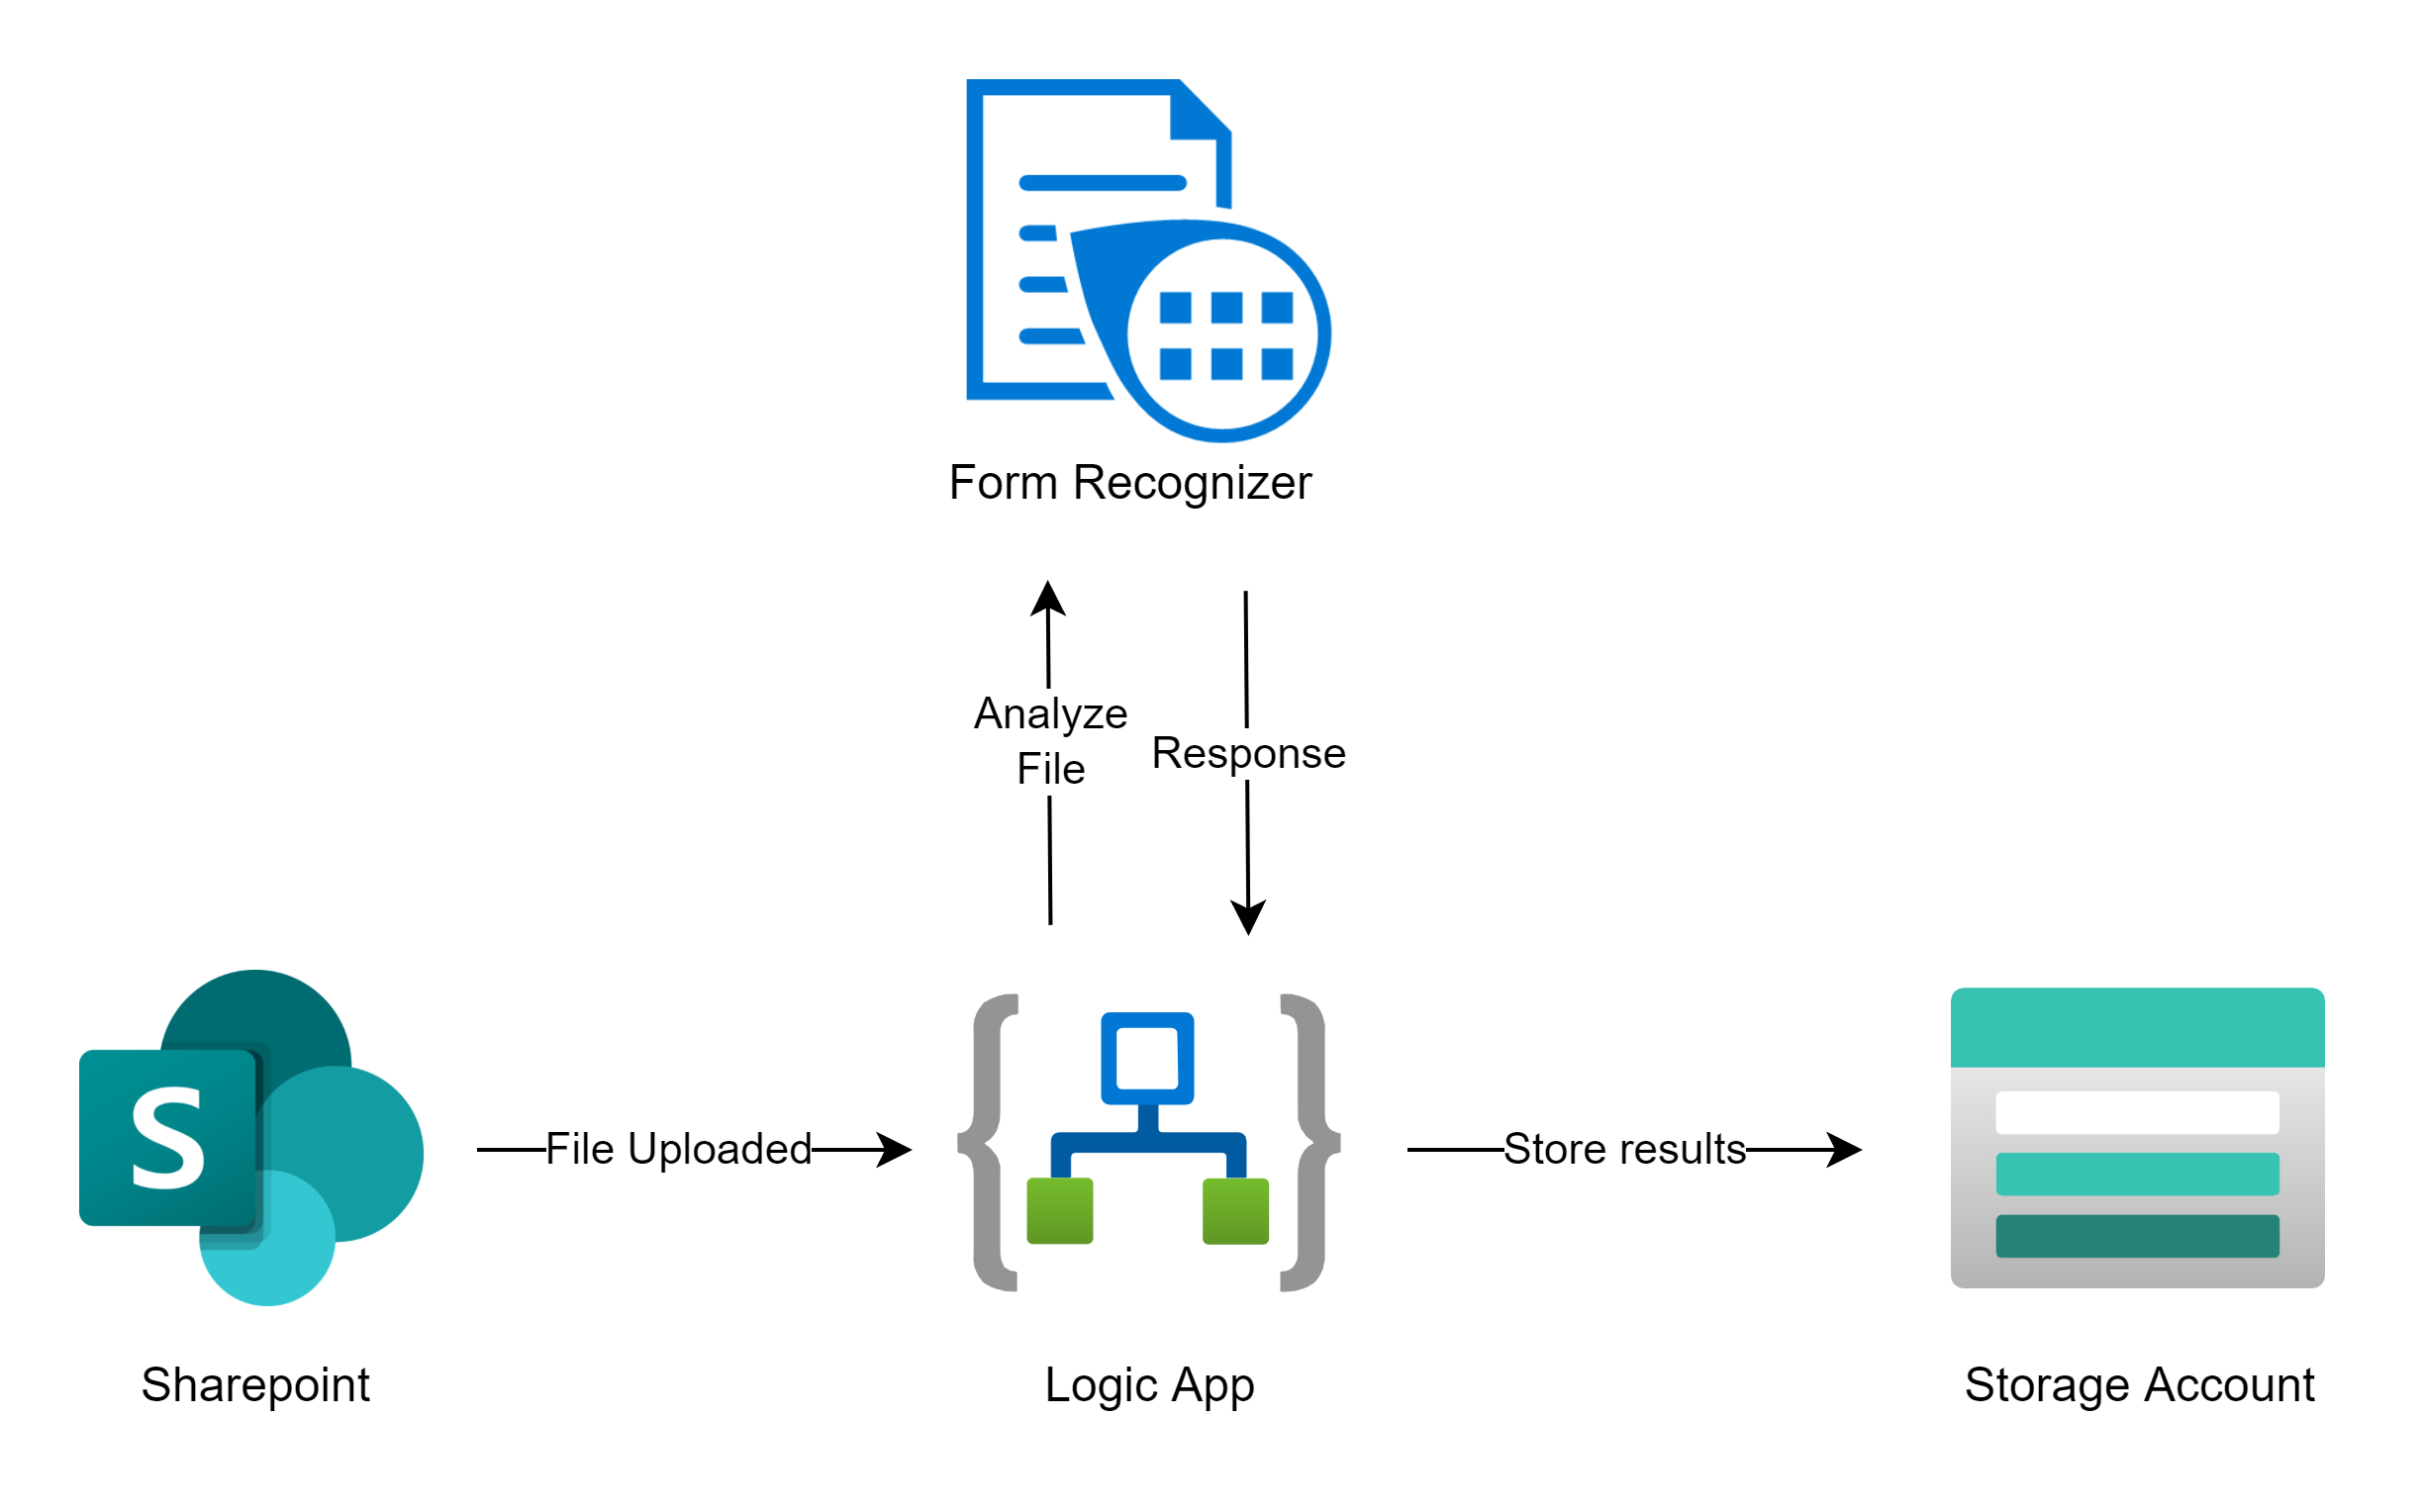 Form Recognizer
Analyze
File
Response
S
File Uploaded
Store results
Sharepoint
Logic App
Storage Account